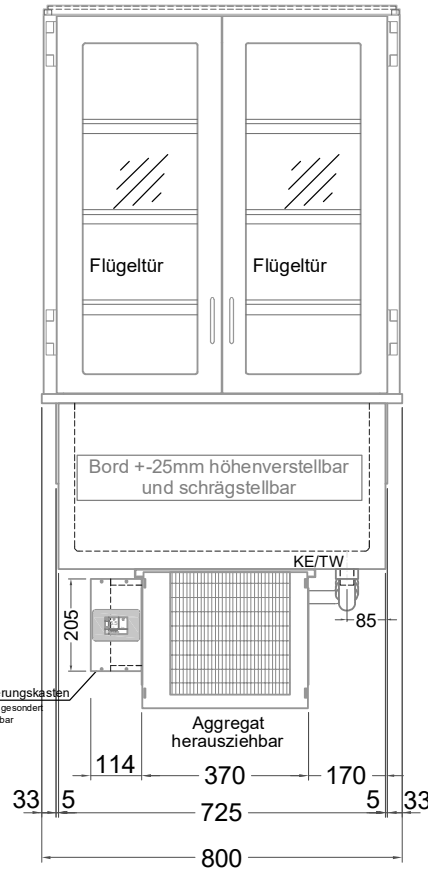 Flügeltür
Flügeltür
Bord +-25mm höhenverstellbar
und schrägstellbar
KE/TW
205
85
gesondert
Aggregat
herausziehbar
114
370
170
33
5
725
5
33
800